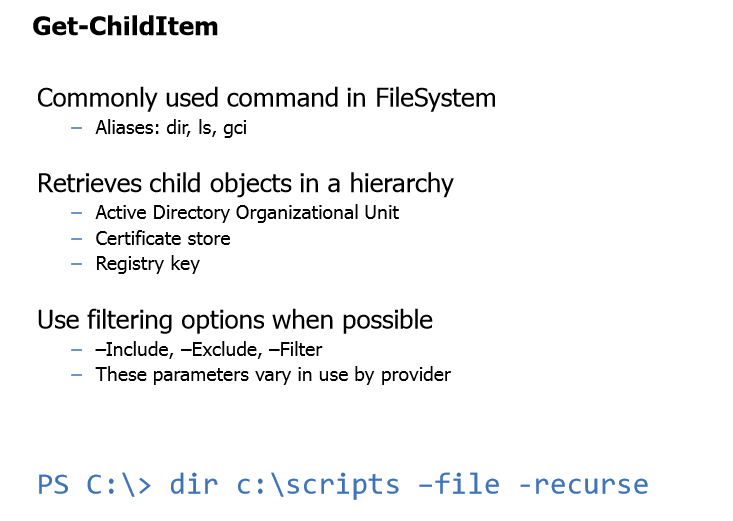 Get-ChildItem
Commonly used command in FileSystem
– Aliases: dir, ls, gci
Retrieves child objects in a hierarchy
– Active Directory Organizational Unit
– Certificate store
– Registry key
Use filtering options when possible
– –Include, –Exclude, –Filter
– These parameters vary in use by provider
PS C:\> dir c:\scripts –file -recurse